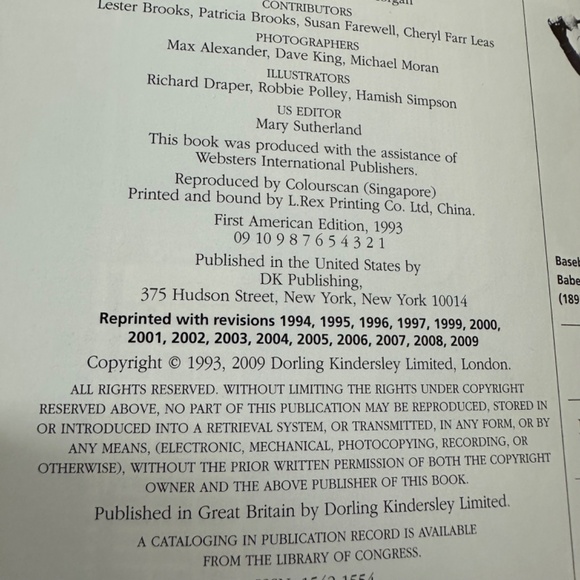 CONTRIBUTORS
Lester Brooks, Patricia Brooks, Susan Farewell, Cheryl Farr Leas
PHOTOGRAPHERS
Max Alexander, Dave King, Michael Moran
ILLUSTRATORS
Richard Draper, Robbie Polley, Hamish Simpson
US EDITOR
Mary Sutherland
This book was produced with the assistance of
Websters International Publishers.
Reproduced by Colourscan (Singapore)
Printed and bound by L.Rex Printing Co. Ltd, China.
First American Edition, 1993
09 10 9 8 7 6 5 4 3 2 1
Published in the United States by
DK Publishing,
375 Hudson Street, New York, New York 10014
Reprinted with revisions 1994, 1995, 1996, 1997, 1999, 2000,
2001, 2002, 2003, 2004, 2005, 2006, 2007, 2008, 2009
Copyright © 1993, 2009 Dorling Kindersley Limited, London.
ALL RIGHTS RESERVED. WITHOUT LIMITING THE RIGHTS UNDER COPYRIGHT
RESERVED ABOVE, NO PART OF THIS PUBLICATION MAY BE REPRODUCED, STORED IN
OR INTRODUCED INTO A RETRIEVAL SYSTEM, OR TRANSMITTED, IN ANY FORM, OR BY
ANY MEANS, (ELECTRONIC, MECHANICAL, PHOTOCOPYING, RECORDING, OR
OTHERWISE), WITHOUT THE PRIOR WRITTEN PERMISSION OF BOTH THE COPYRIGHT
OWNER AND THE ABOVE PUBLISHER OF THIS BOOK.
Published in Great Britain by Dorling Kindersley Limited.
A CATALOGING IN PUBLICATION RECORD IS AVAILABLE
FROM THE LIBRARY OF CONGRESS.
Baseb
Babe
(189